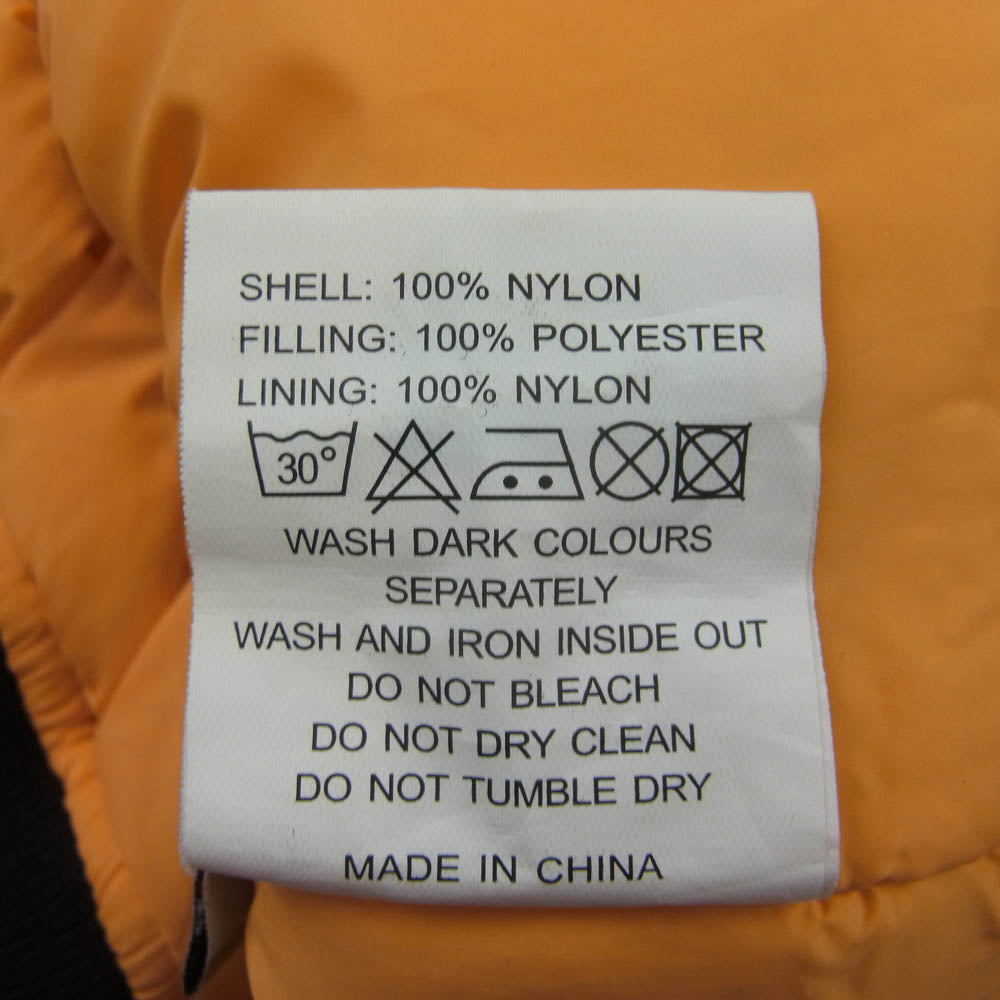 SHELL: 100% NYLON
FILLING: 100% POLYESTER
LINING: 100% NYLON
30°
WASH DARK COLOURS
SEPARATELY
WASH AND IRON INSIDE OUT
DO NOT BLEACH
DO NOT DRY CLEAN
DO NOT TUMBLE DRY
MADE IN CHINA